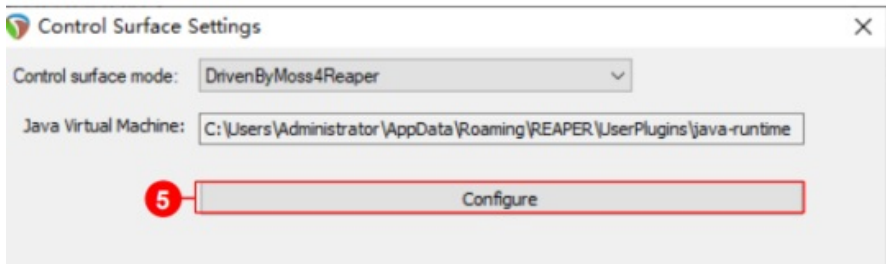 Control Surface Settings
Control surface mode: DrivenByMoss4Reaper
Java Virtual Machine: C:\Users\Administrator\AppData\Roaming\REAPER\UserPlugins\java-runtime
5 Configure